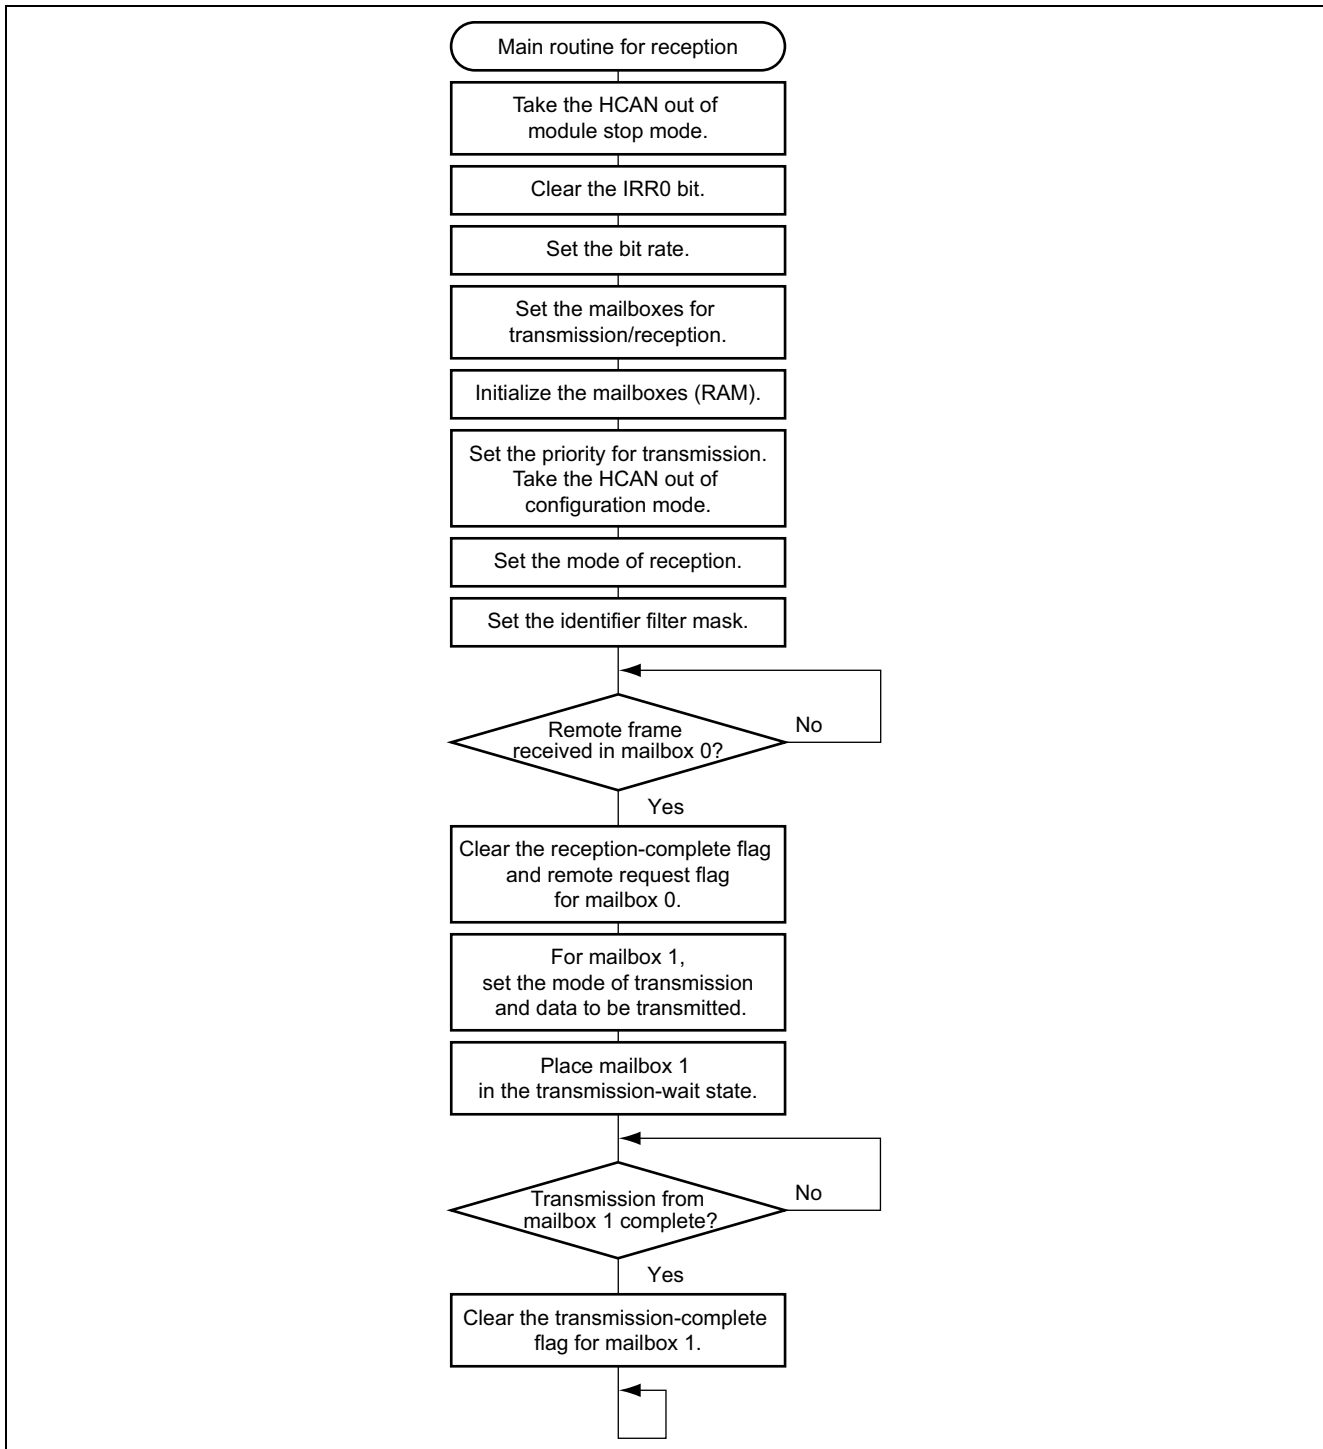 Main routine for reception
Take the HCAN out of
module stop mode.
Clear the IRR0 bit.
Set the bit rate.
Set the mailboxes for
transmission/reception.
Initialize the mailboxes (RAM).
Set the priority for transmission.
Take the HCAN out of
configuration mode.
Set the mode of reception.
Set the identifier filter mask.
Remote frame
received in mailbox 0?
No
Yes
Clear the reception-complete flag
and remote request flag
for mailbox 0.
For mailbox 1,
set the mode of transmission
and data to be transmitted.
Place mailbox 1
in the transmission-wait state.
Transmission from
mailbox 1 complete?
No
Yes
Clear the transmission-complete
flag for mailbox 1.